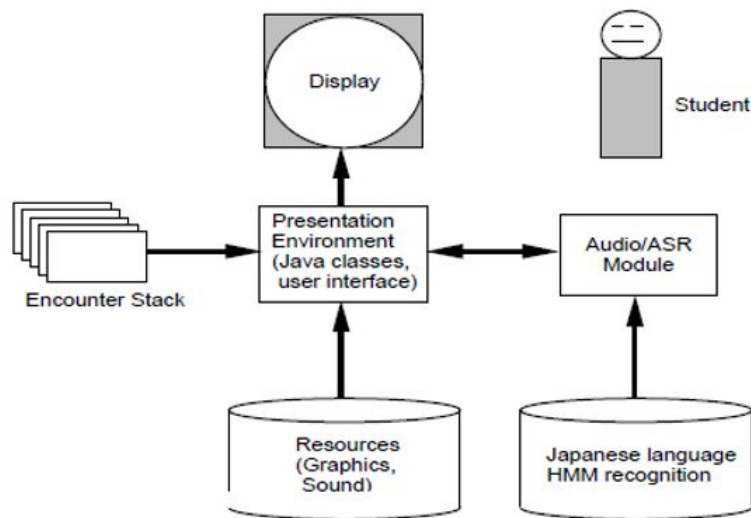 Display
Student
Presentation
Environment
(Java classes,
user interface)
Audio/ASR
Module
Encounter Stack
Resources
(Graphics,
Sound)
Japanese language
HMM recognition